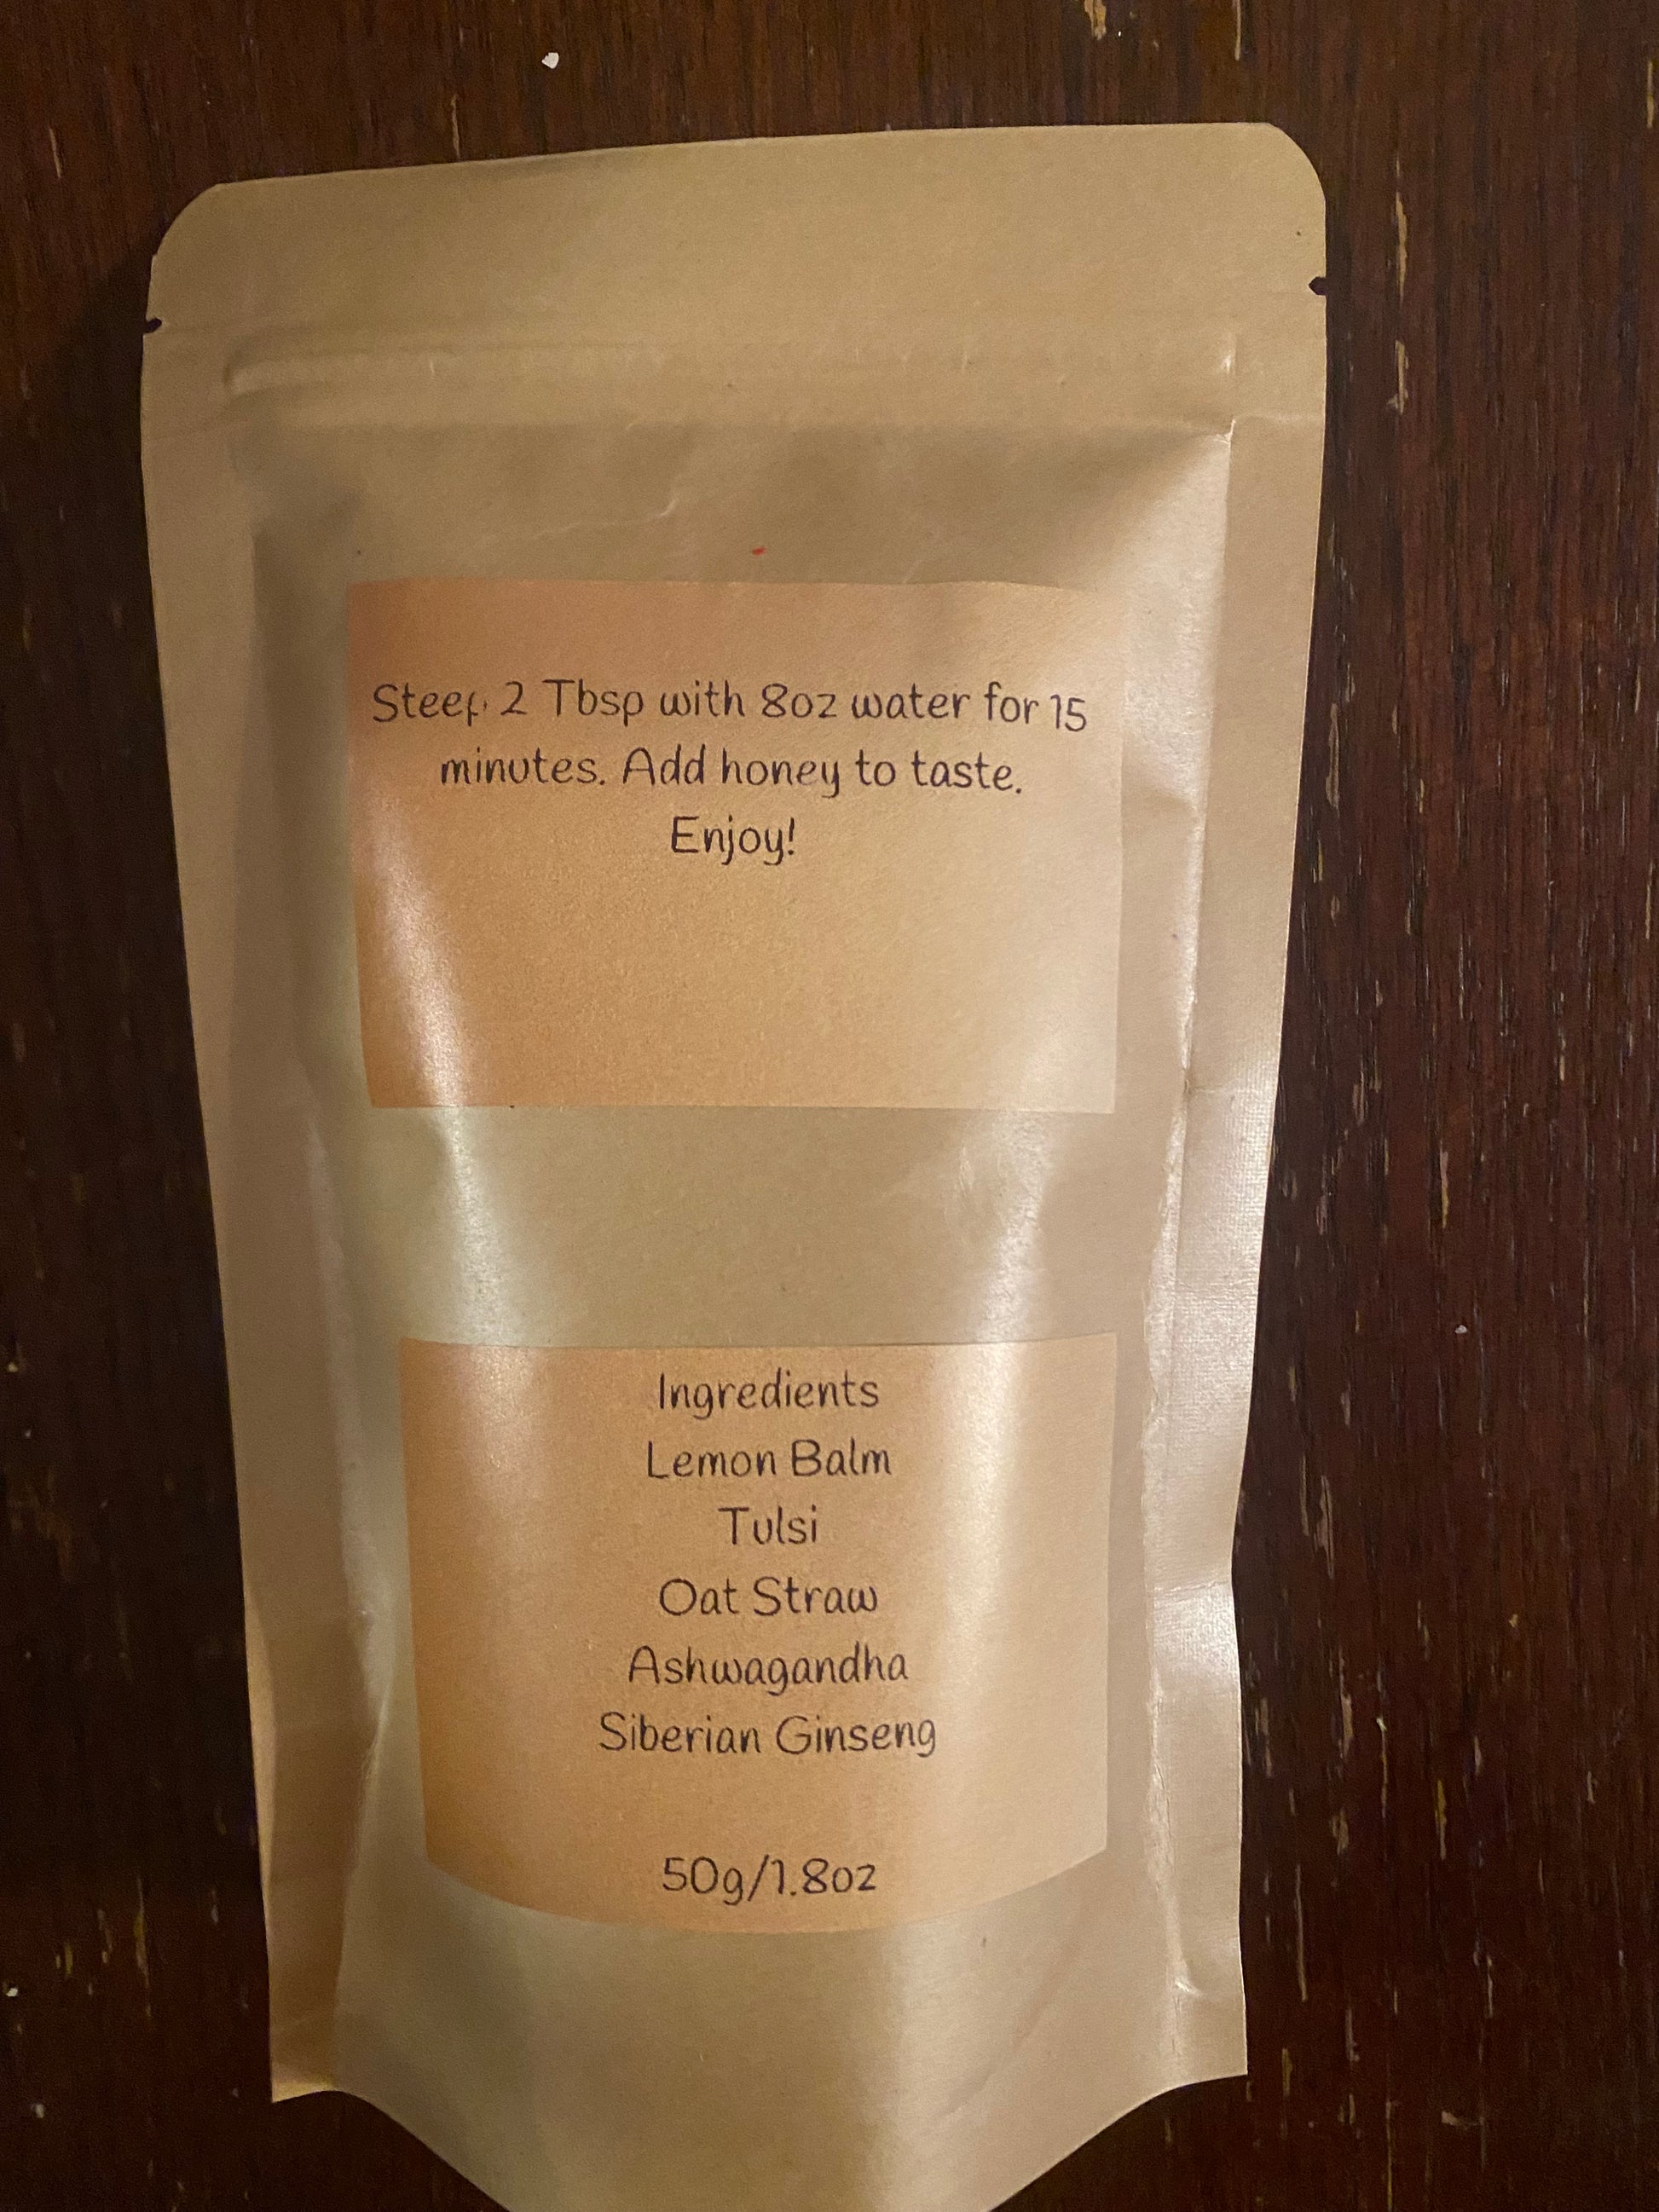 Steep 2 Tbsp with 8oz water for 15
minutes. Add honey to taste.
Enjoy!
Ingredients
Lemon Balm
Tulsi
Oat Straw
Ashwagandha
Siberian Ginseng
50g/1.8oz